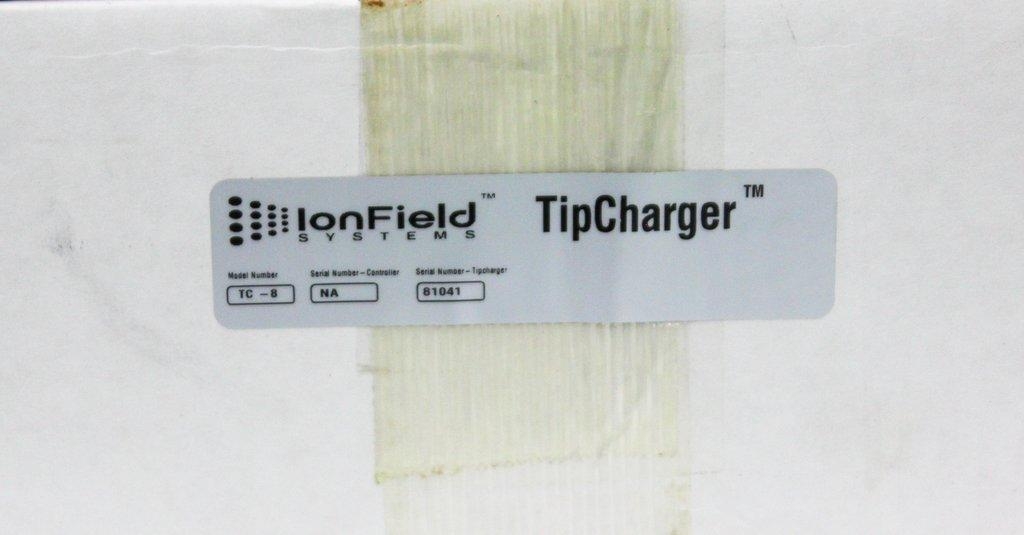 IonField™ TipCharger™
SYSTEMS
Model Number Serial Number-Controller Serial Number-Tipcharger
TC-8 NA 81041